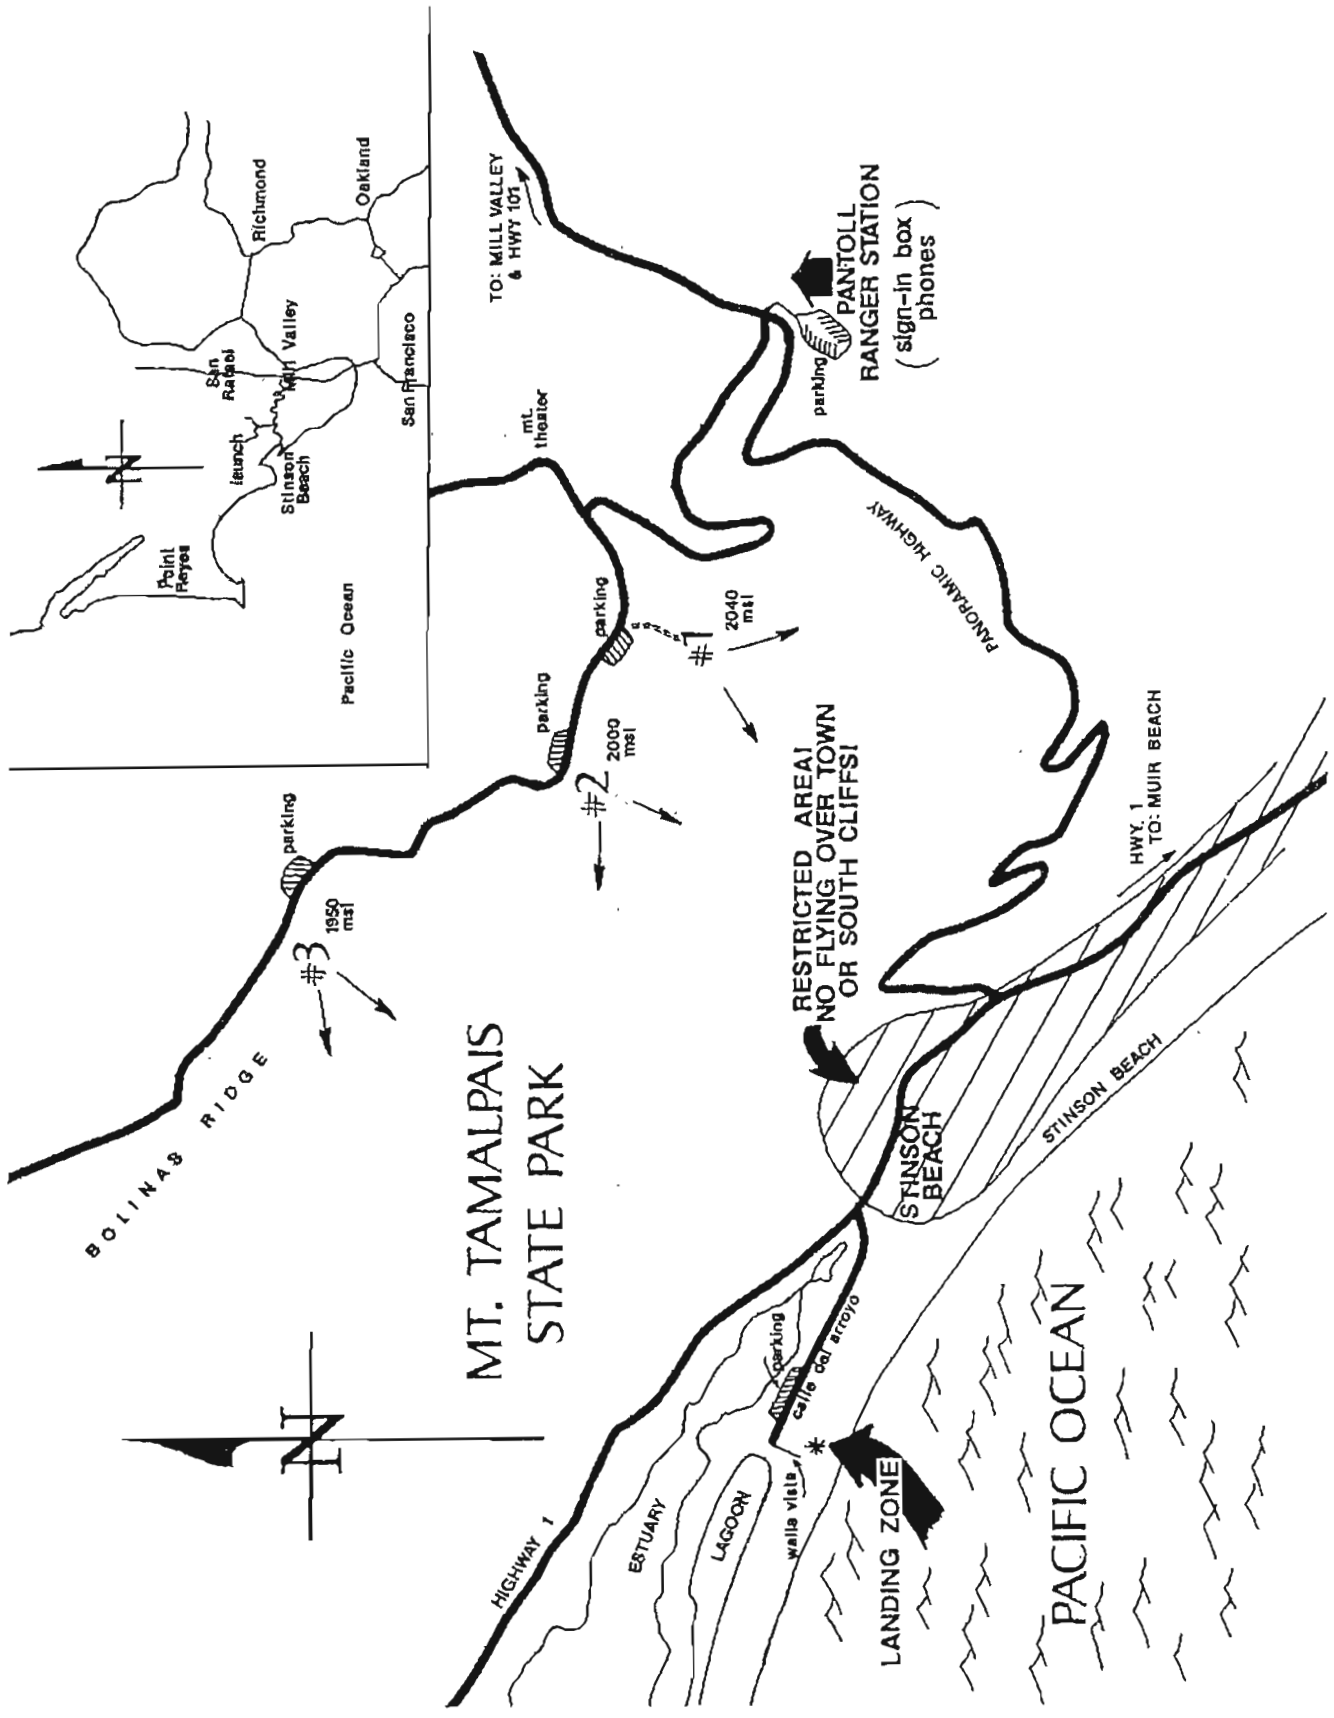 San
Rafael
Richmond
launch
Mill Valley
Oakland
Point
Reyes
Stinson
Beach
San Francisco
Pacific Ocean
N
TO: MILL VALLEY
& HWY 101
mt.
theater
PANTOLL
RANGER STATION
(sign-in box)
(phones)
parking
parking
parking
parking
#1
2040
msl
#2
2000
msl
#3
1950
msl
BOLINAS RIDGE
PANORAMIC HIGHWAY
MT. TAMALPAIS
STATE PARK
RESTRICTED AREA!
NO FLYING OVER TOWN
OR SOUTH CLIFFS!
HWY. 1
TO: MUIR BEACH
N
STINSON
BEACH
STINSON BEACH
HIGHWAY 1
ESTUARY
LAGOON
parking
calle del arroyo
walla vista
*
LANDING ZONE
PACIFIC OCEAN